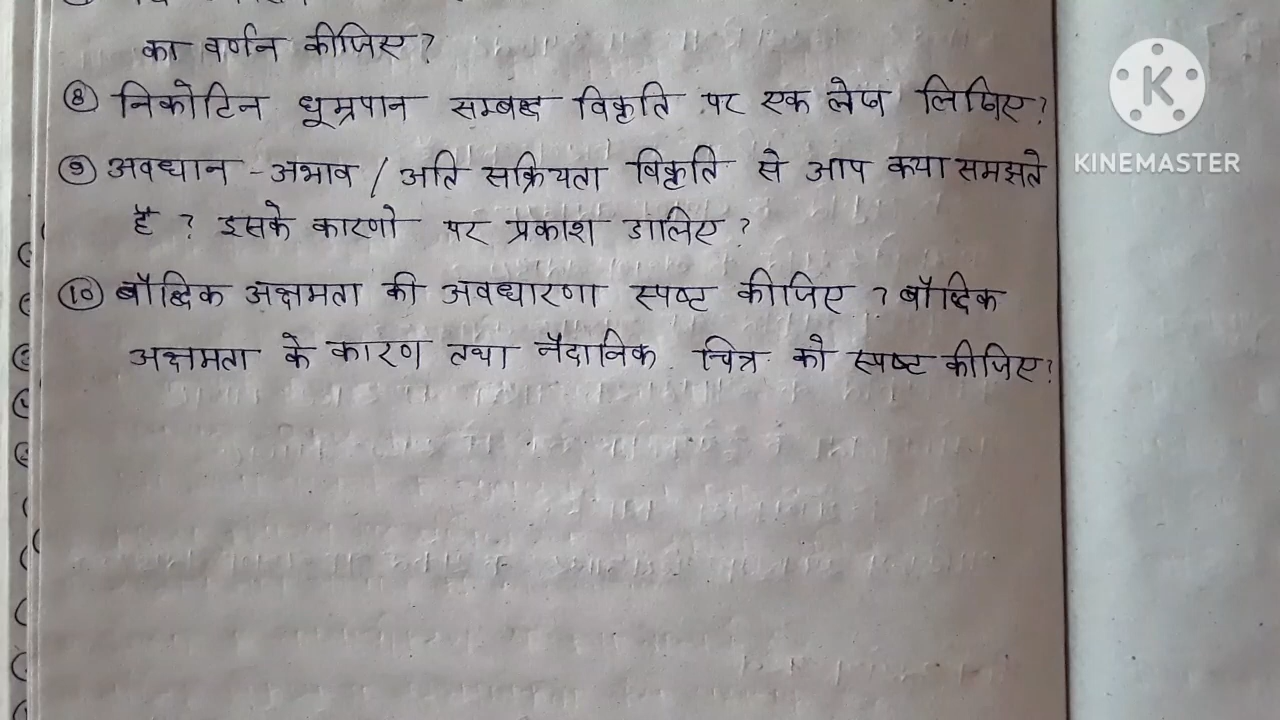 का वर्णन कीजिए?
⑧ निकोटिन धूम्रपान सम्बद्ध विकृति पर एक लेख लिखिए?
⑨ अवधान - अभाव / अति सक्रियता विकृति से आप क्या समझते
है ? इसके कारणो पर प्रकाश डालिए?
⑩ बौद्धिक अक्षमता की अवधारणा स्पष्ट कीजिए ? बौद्धिक
अक्षमता के कारण तथा नैदानिक चित्र को स्पष्ट कीजिए?
KINEMASTER